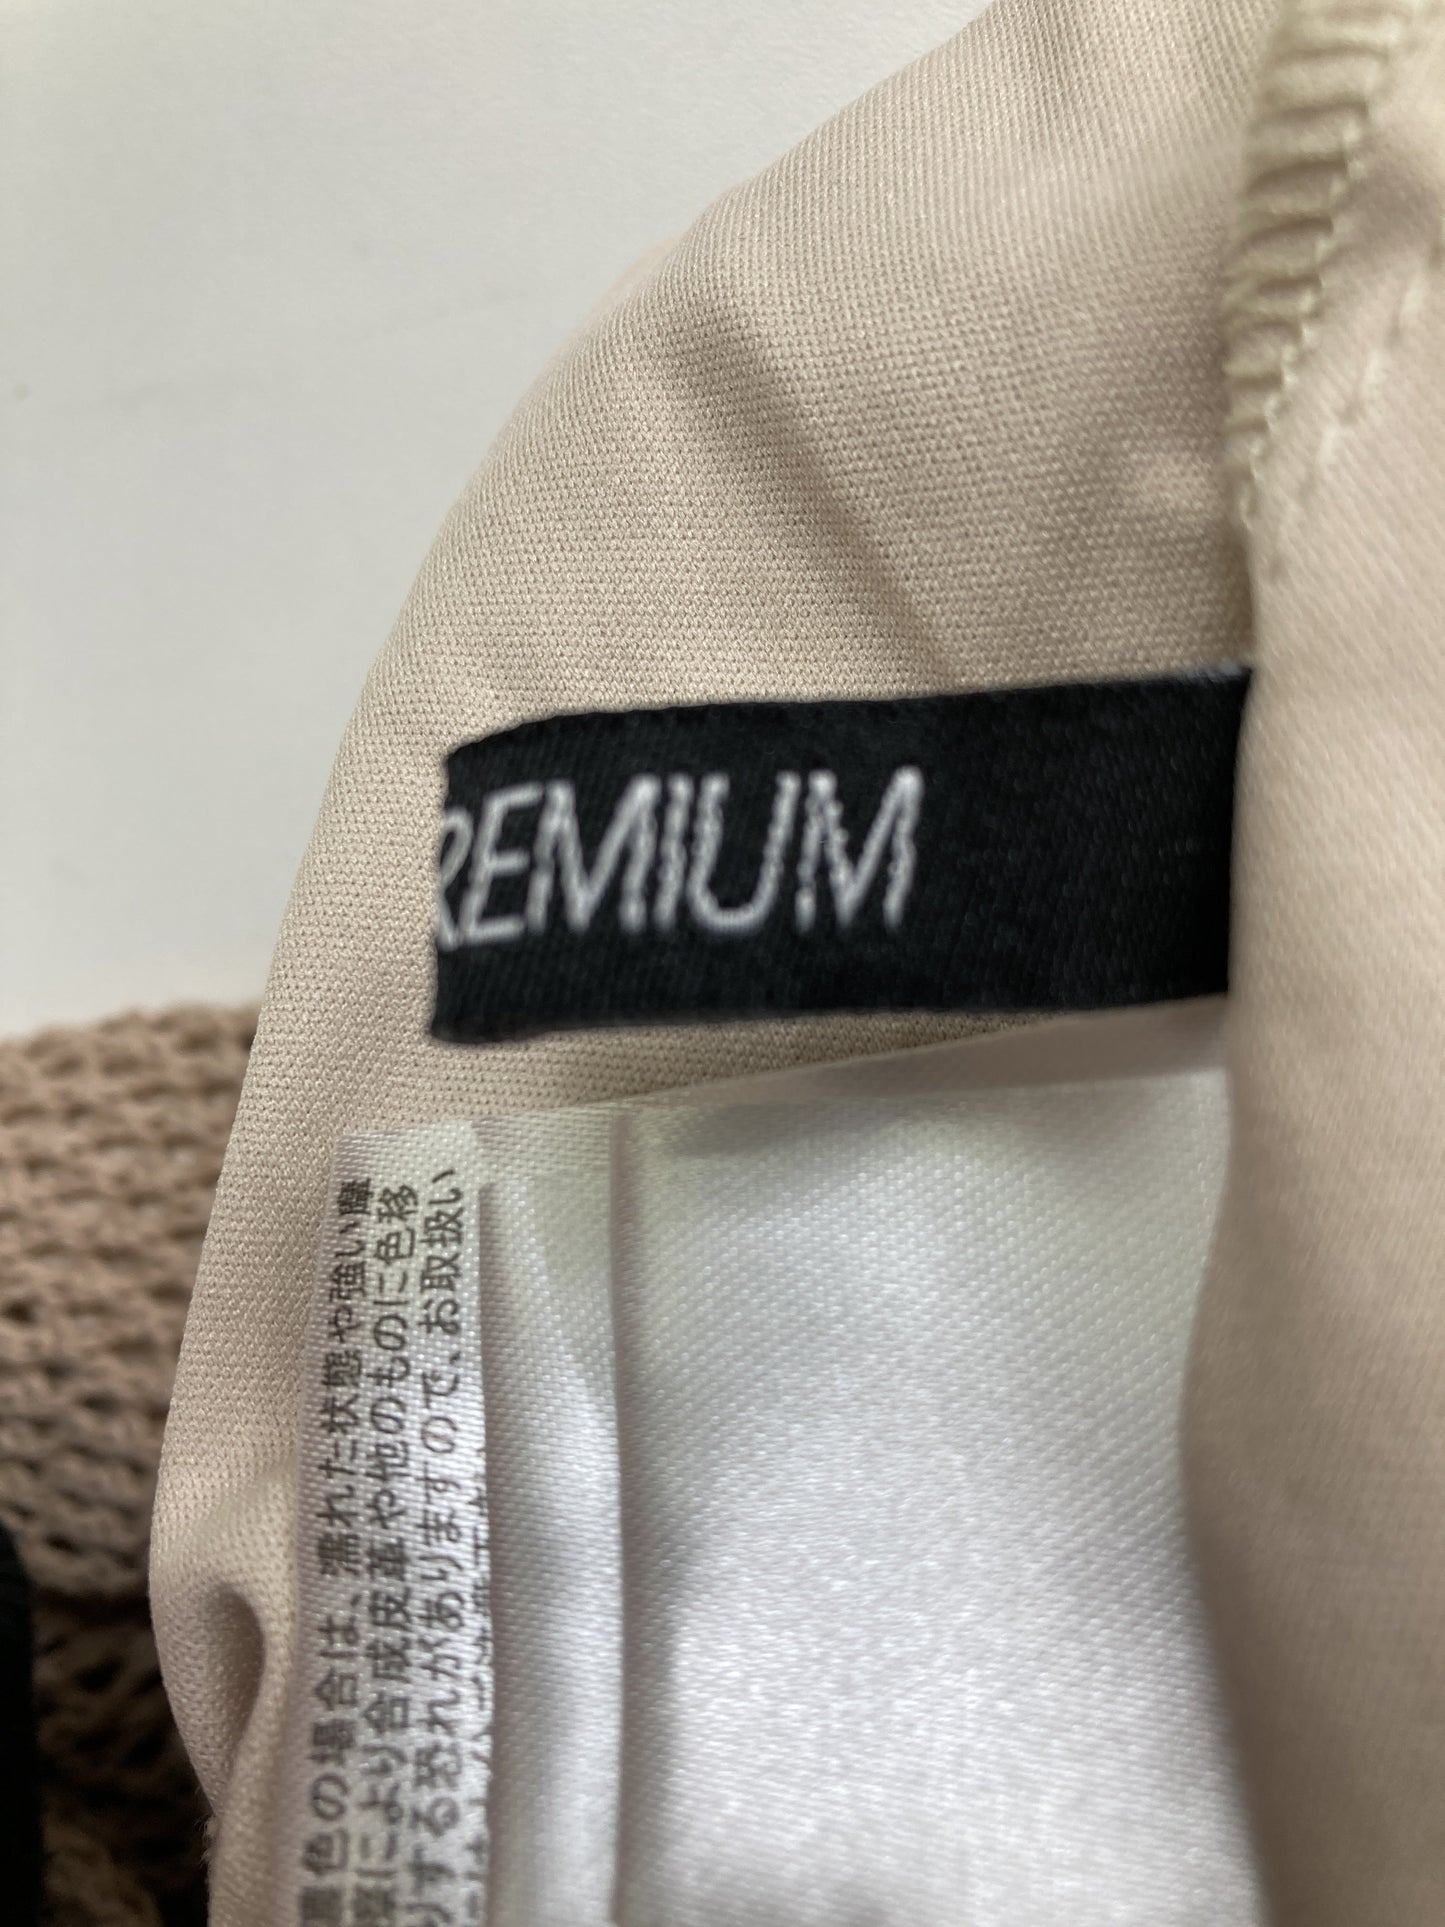 REMIUM
黒色の場合は、濡れた状態や強い摩
擦により合成皮革や他のものに色移
りする恐れがありますので、お取扱い